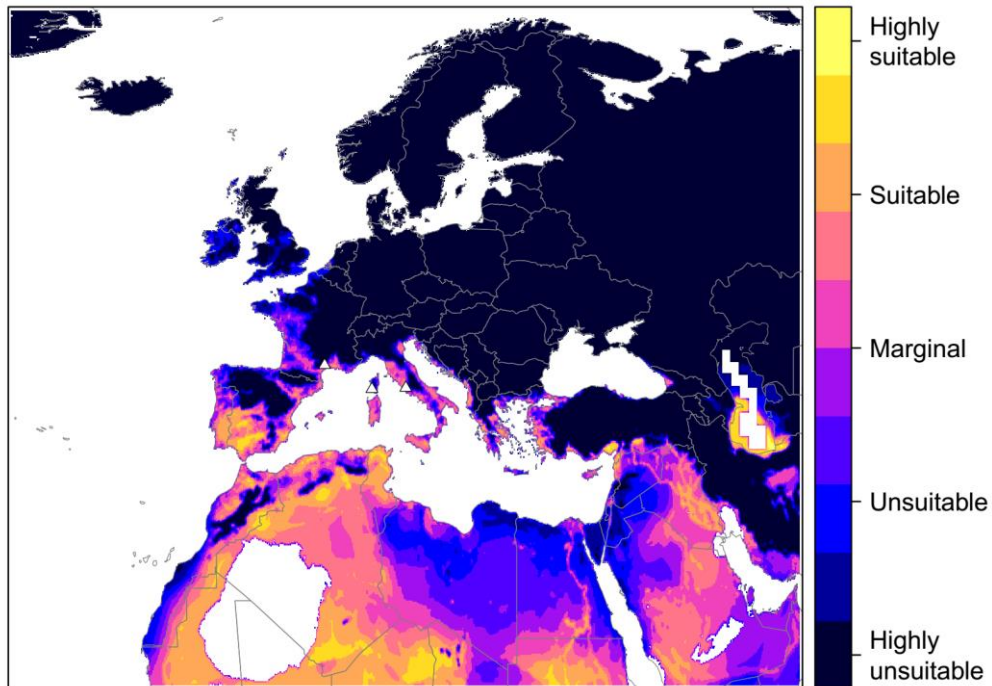 Highly
suitable
Suitable
Marginal
Unsuitable
Highly
unsuitable